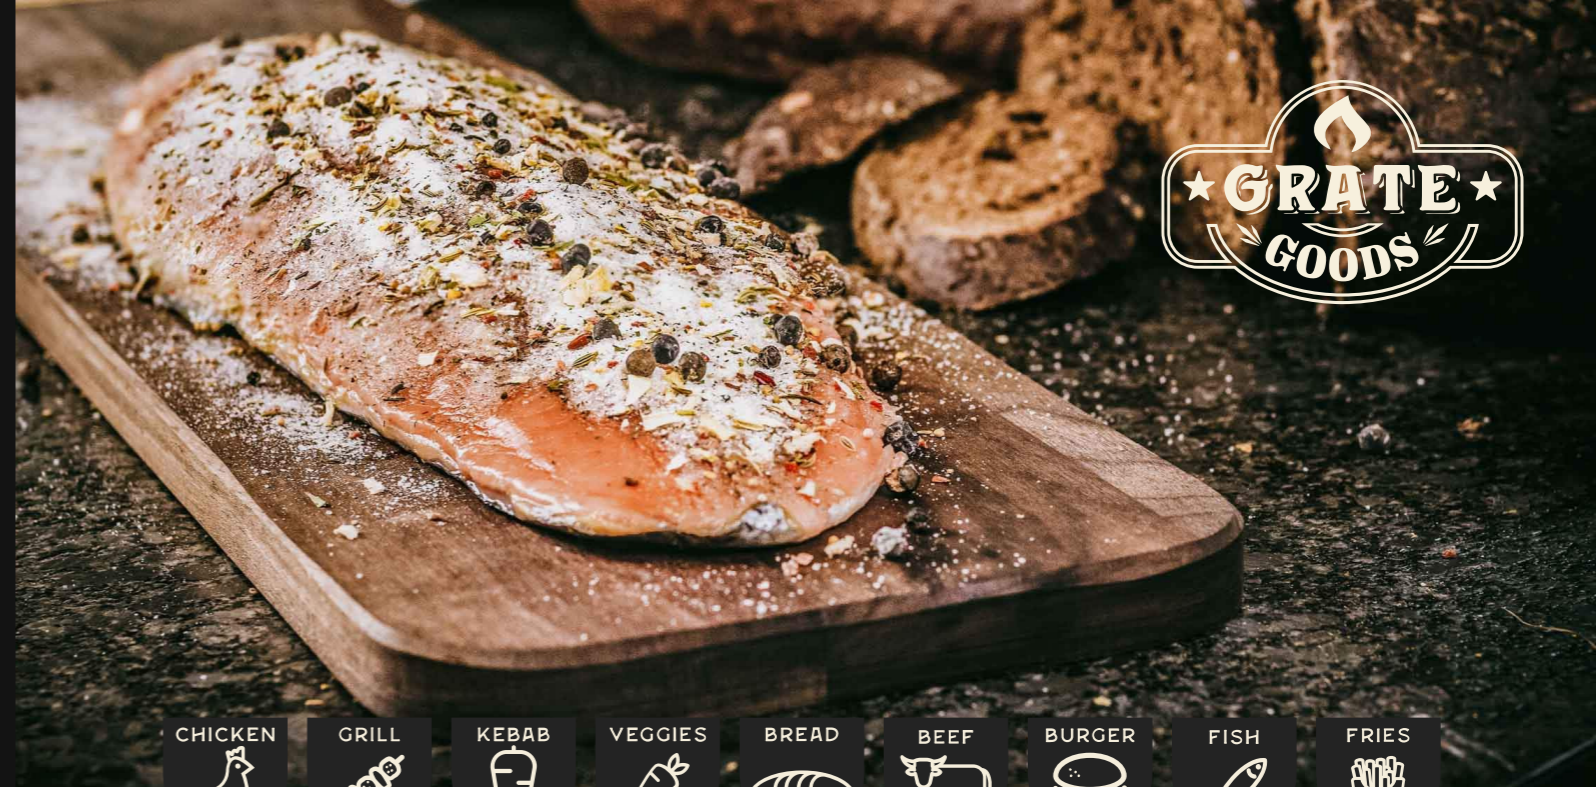 GRATE
GOODS
CHICKEN
GRILL
KEBAB
VEGGIES
BREAD
BEEF
BURGER
FISH
FRIES